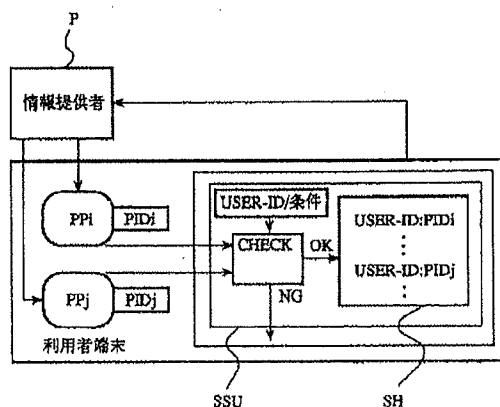 P
情報提供者
USER-ID/条件
PPi
PIDi
CHECK
OK
USER-ID:PIDi
USER-ID:PIDj
PPj
PIDj
NG
利用者端末
SSU
SH